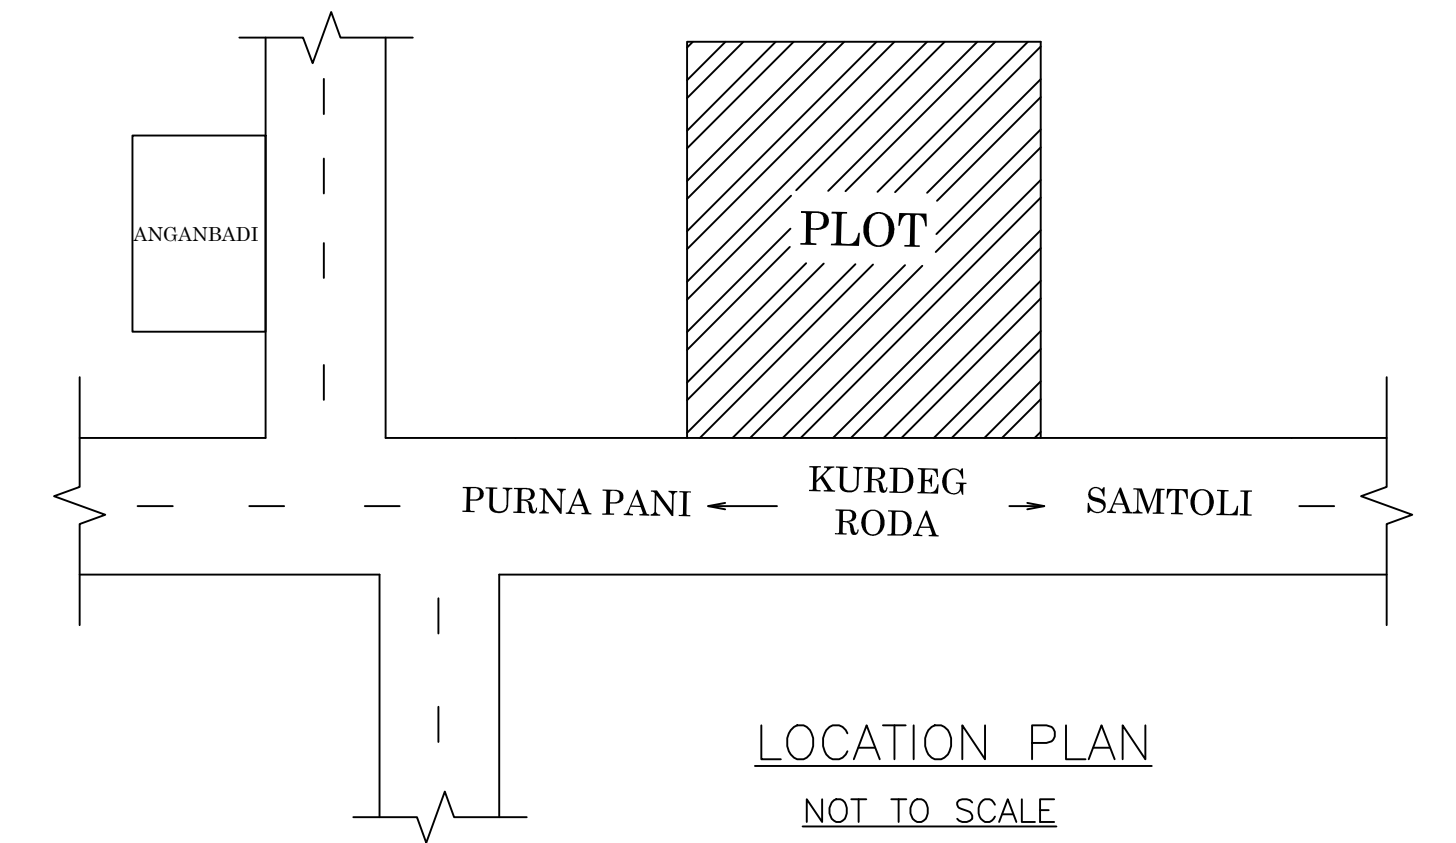 ANGANBADI
PLOT
PURNA PANI
KURDEG
RODA
SAMTOLI
LOCATION PLAN
NOT TO SCALE